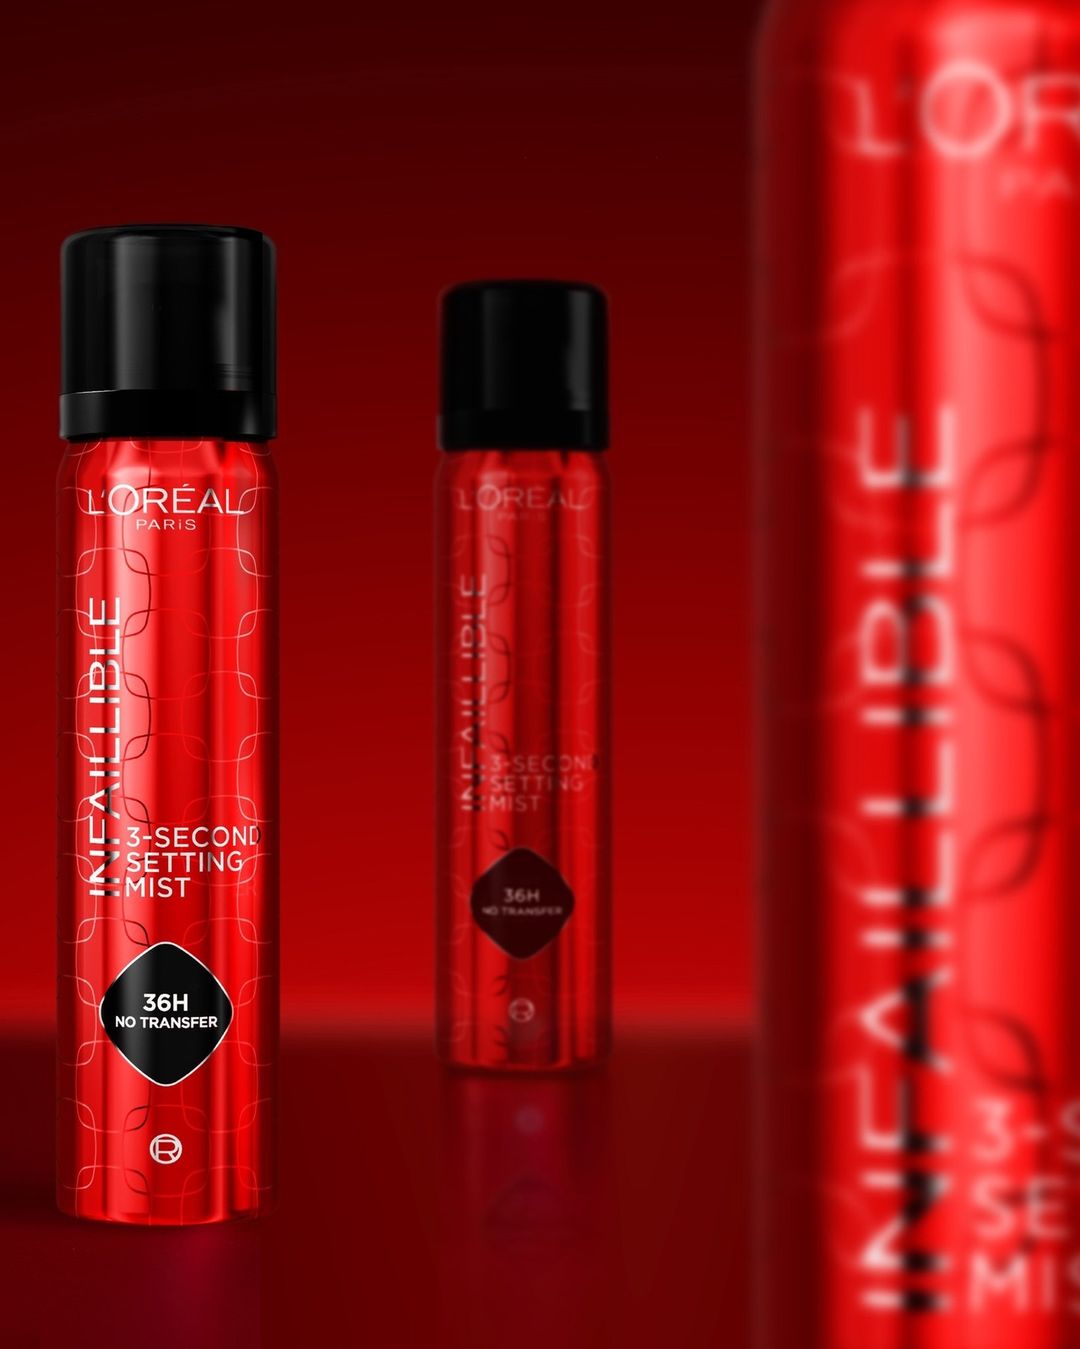 L'ORÉAL
PARIS
INFAILLIBLE
3-SECOND
SETTING
MIST
36H
NO TRANSFER
L'ORÉAL
PARIS
INFAILLIBLE
3-SECOND
SETTING
MIST
36H
NO TRANSFER
L'OR
PA
INFAILLIBLE
3-S
SE
MIS